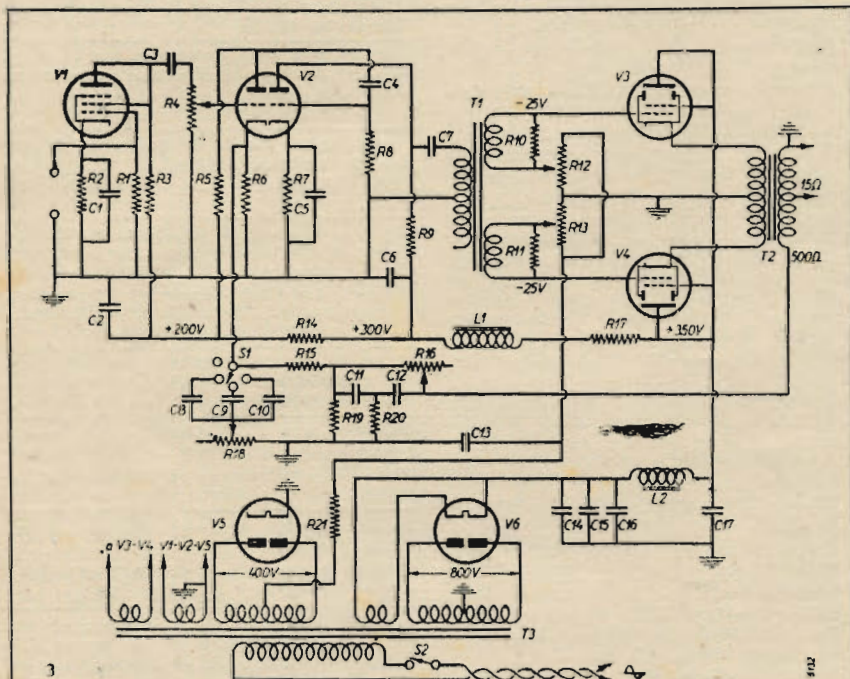 V1
C3
R4
V2
C4
R2
C1
R1
R3
R5
R6
R7
C5
R8
C7
R9
C6
T1
-25V
R10
R12
R11
R13
-25V
V3
V4
15Ω
T2
500Ω
C2
+200V
R14
+300V
L1
R17
+350V
S1
R15
R16
C11
C12
C8
C9
C10
R19
R20
R18
C13
V5
R21
V6
C14
C15
C16
L2
C17
a V3-V4
V1-V2-V5
400V
800V
T3
S2
3